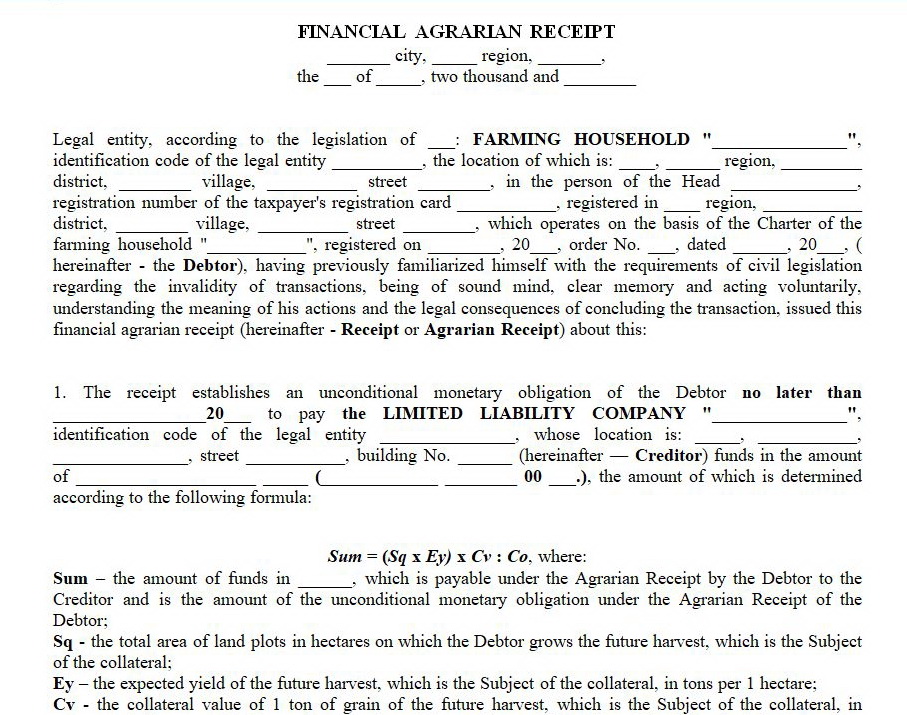 FINANCIAL AGRARIAN RECEIPT
________ city, _____ region, _______,
the ___ of _____, two thousand and ________
Legal entity, according to the legislation of ___: FARMING HOUSEHOLD "_______________",
identification code of the legal entity __________, the location of which is: ____, ______ region, _________
district, ________ village, __________ street ________, in the person of the Head ______________,
registration number of the taxpayer's registration card ___________, registered in ____ region, ___________
district, ________ village, __________ street ________, which operates on the basis of the Charter of the
farming household "___________", registered on ________, 20___, order No. ___, dated ______, 20__, (
hereinafter - the Debtor), having previously familiarized himself with the requirements of civil legislation
regarding the invalidity of transactions, being of sound mind, clear memory and acting voluntarily,
understanding the meaning of his actions and the legal consequences of concluding the transaction, issued this
financial agrarian receipt (hereinafter - Receipt or Agrarian Receipt) about this:
1. The receipt establishes an unconditional monetary obligation of the Debtor no later than
_________________20___ to pay the LIMITED LIABILITY COMPANY "_______________",
identification code of the legal entity _______________, whose location is: _____, ___________,
_______________, street ___________, building No. ______ (hereinafter — Creditor) funds in the amount
of ____________________ _____ (_____________ ________ 00 ___.), the amount of which is determined
according to the following formula:
Sum = (Sq x Ey) x Cv : Co, where:
Sum – the amount of funds in ______, which is payable under the Agrarian Receipt by the Debtor to the
Creditor and is the amount of the unconditional monetary obligation under the Agrarian Receipt of the
Debtor;
Sq - the total area of land plots in hectares on which the Debtor grows the future harvest, which is the Subject
of the collateral;
Ey – the expected yield of the future harvest, which is the Subject of the collateral, in tons per 1 hectare;
Cv - the collateral value of 1 ton of grain of the future harvest, which is the Subject of the collateral, in